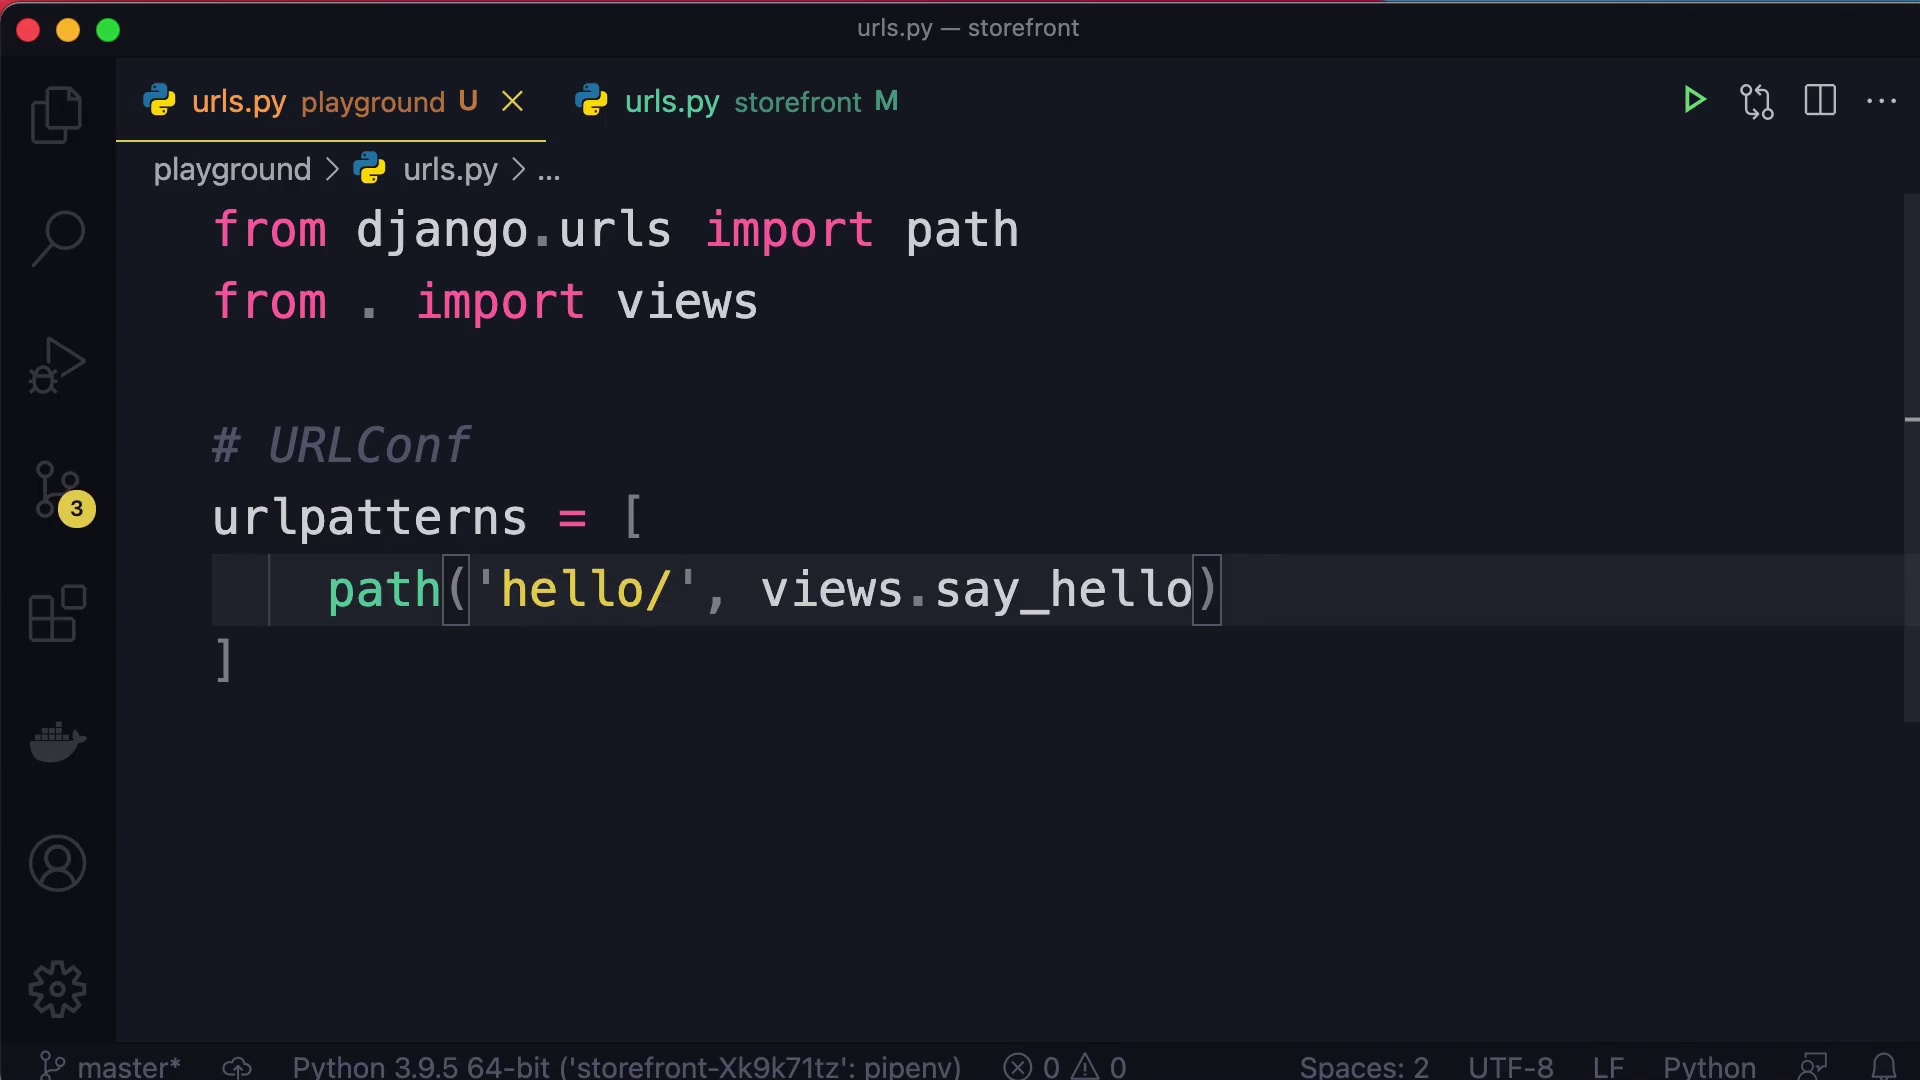 urls.py — storefront
urls.py playground U urls.py storefront M
playground > urls.py > ...
from django.urls import path
from . import views
# URLConf
urlpatterns = [
path('hello/', views.say_hello)
]
3
master* Python 3.9.5 64-bit ('storefront-Xk9k71tz': pipenv) 0 0 Spaces: 2 UTF-8 LF Python